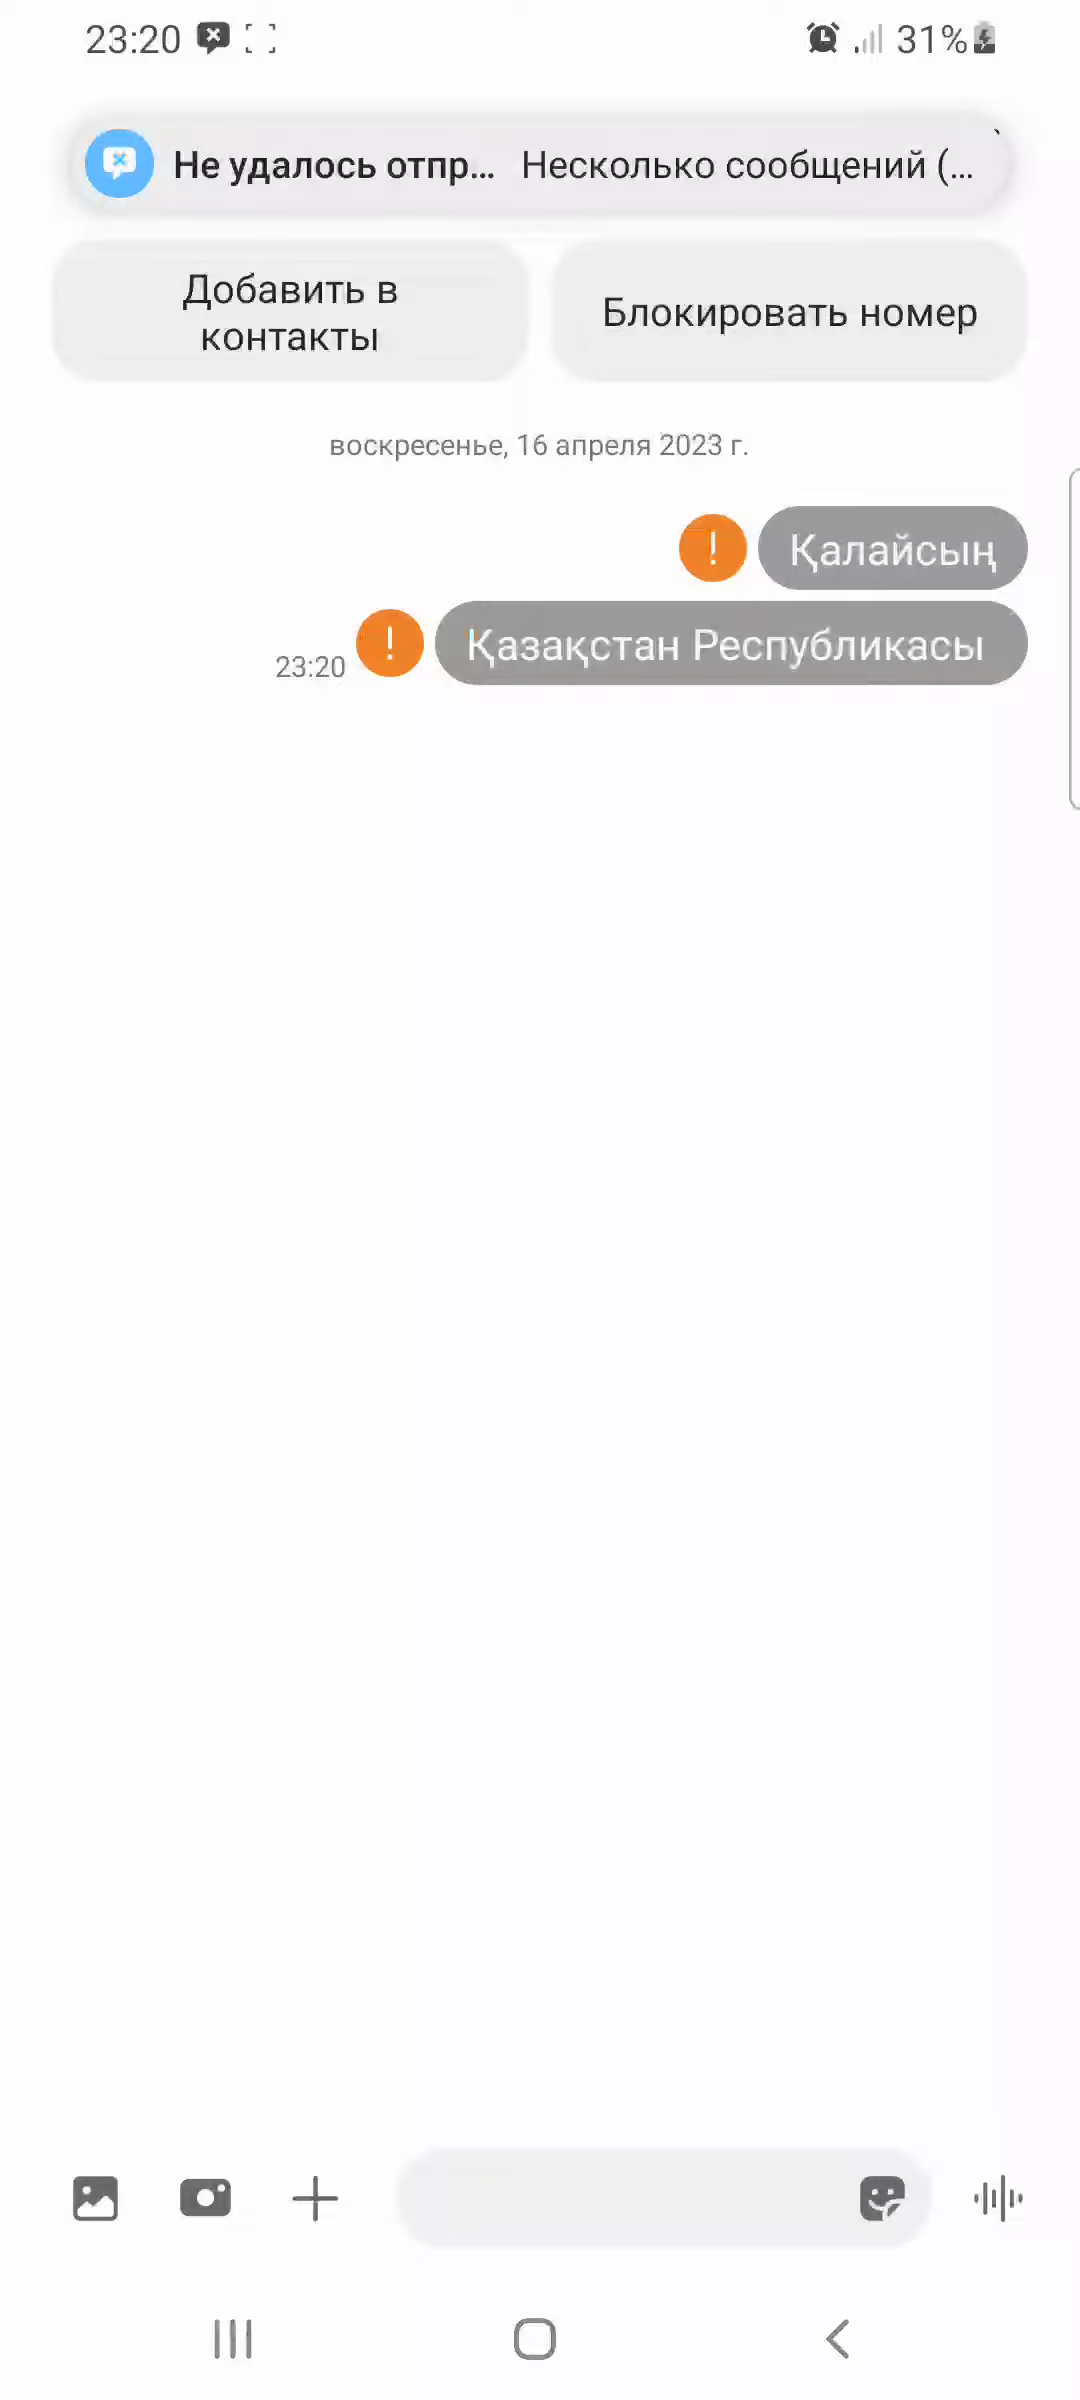 23:20 31%
Не удалось отпр... Несколько сообщений (...
Добавить в
контакты
Блокировать номер
воскресенье, 16 апреля 2023 г.
Қалайсың
Қазақстан Республикасы
23:20